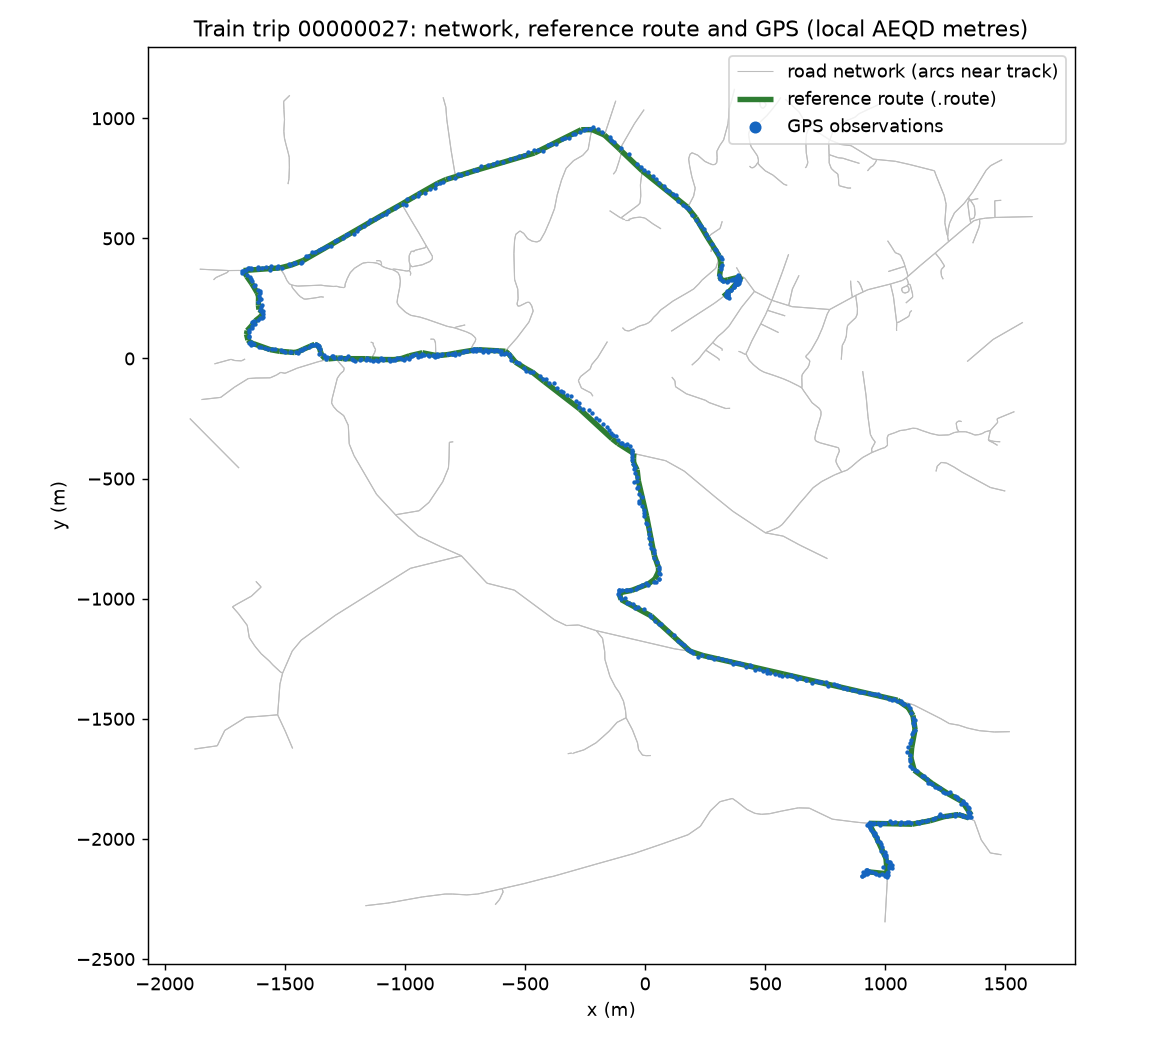 Train trip 00000027: network, reference route and GPS (local AEQD metres)
road network (arcs near track)
reference route (.route)
GPS observations
1000
500
0
−500
−1000
−1500
−2000
−2500
y (m)
−2000 −1500 −1000 −500 0 500 1000 1500
x (m)